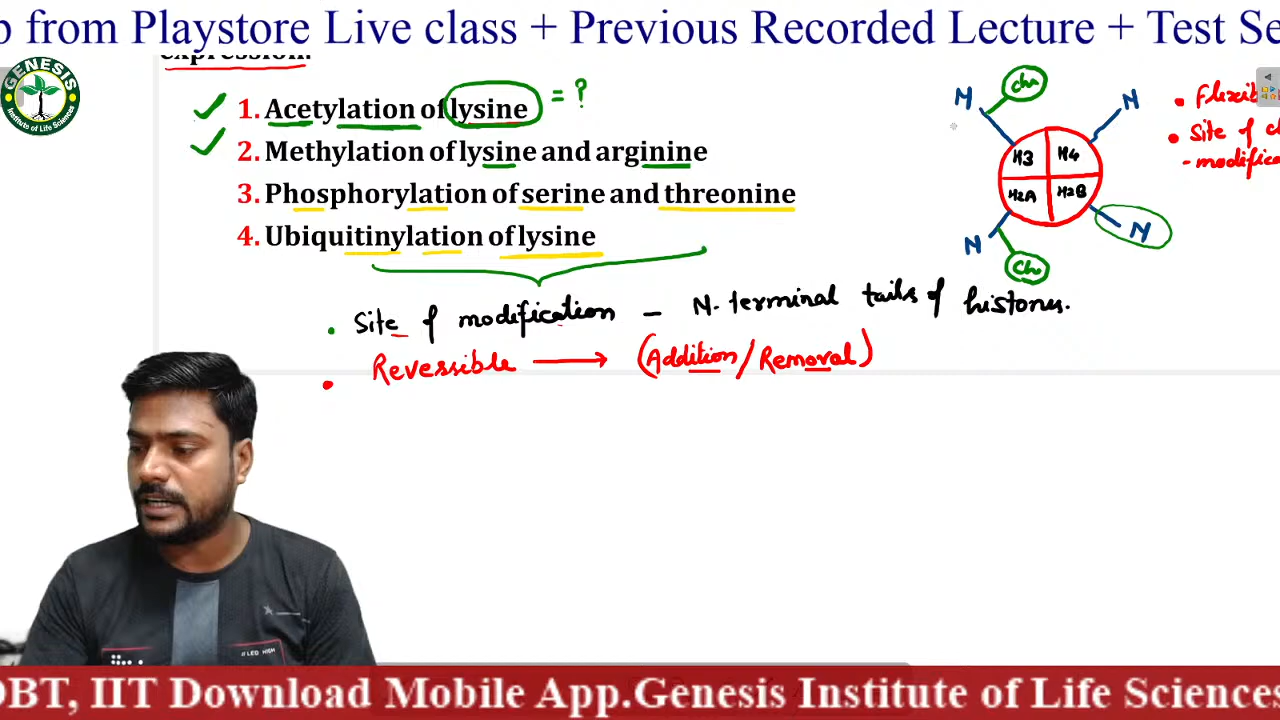 p from Playstore Live class + Previous Recorded Lecture + Test Se
expression.
GENESIS
Institute of Life Sciences
1. Acetylation of lysine = ?
2. Methylation of lysine and arginine
3. Phosphorylation of serine and threonine
4. Ubiquitinylation of lysine
N
N
H3 H4
H2A H2B
N
N
• Flexib
• Site of
- modifica
• Site of modification – N-terminal tails of histones.
• Reversible → (Addition/Removal)
LED HIGH
DBT, IIT Download Mobile App.Genesis Institute of Life Sciences